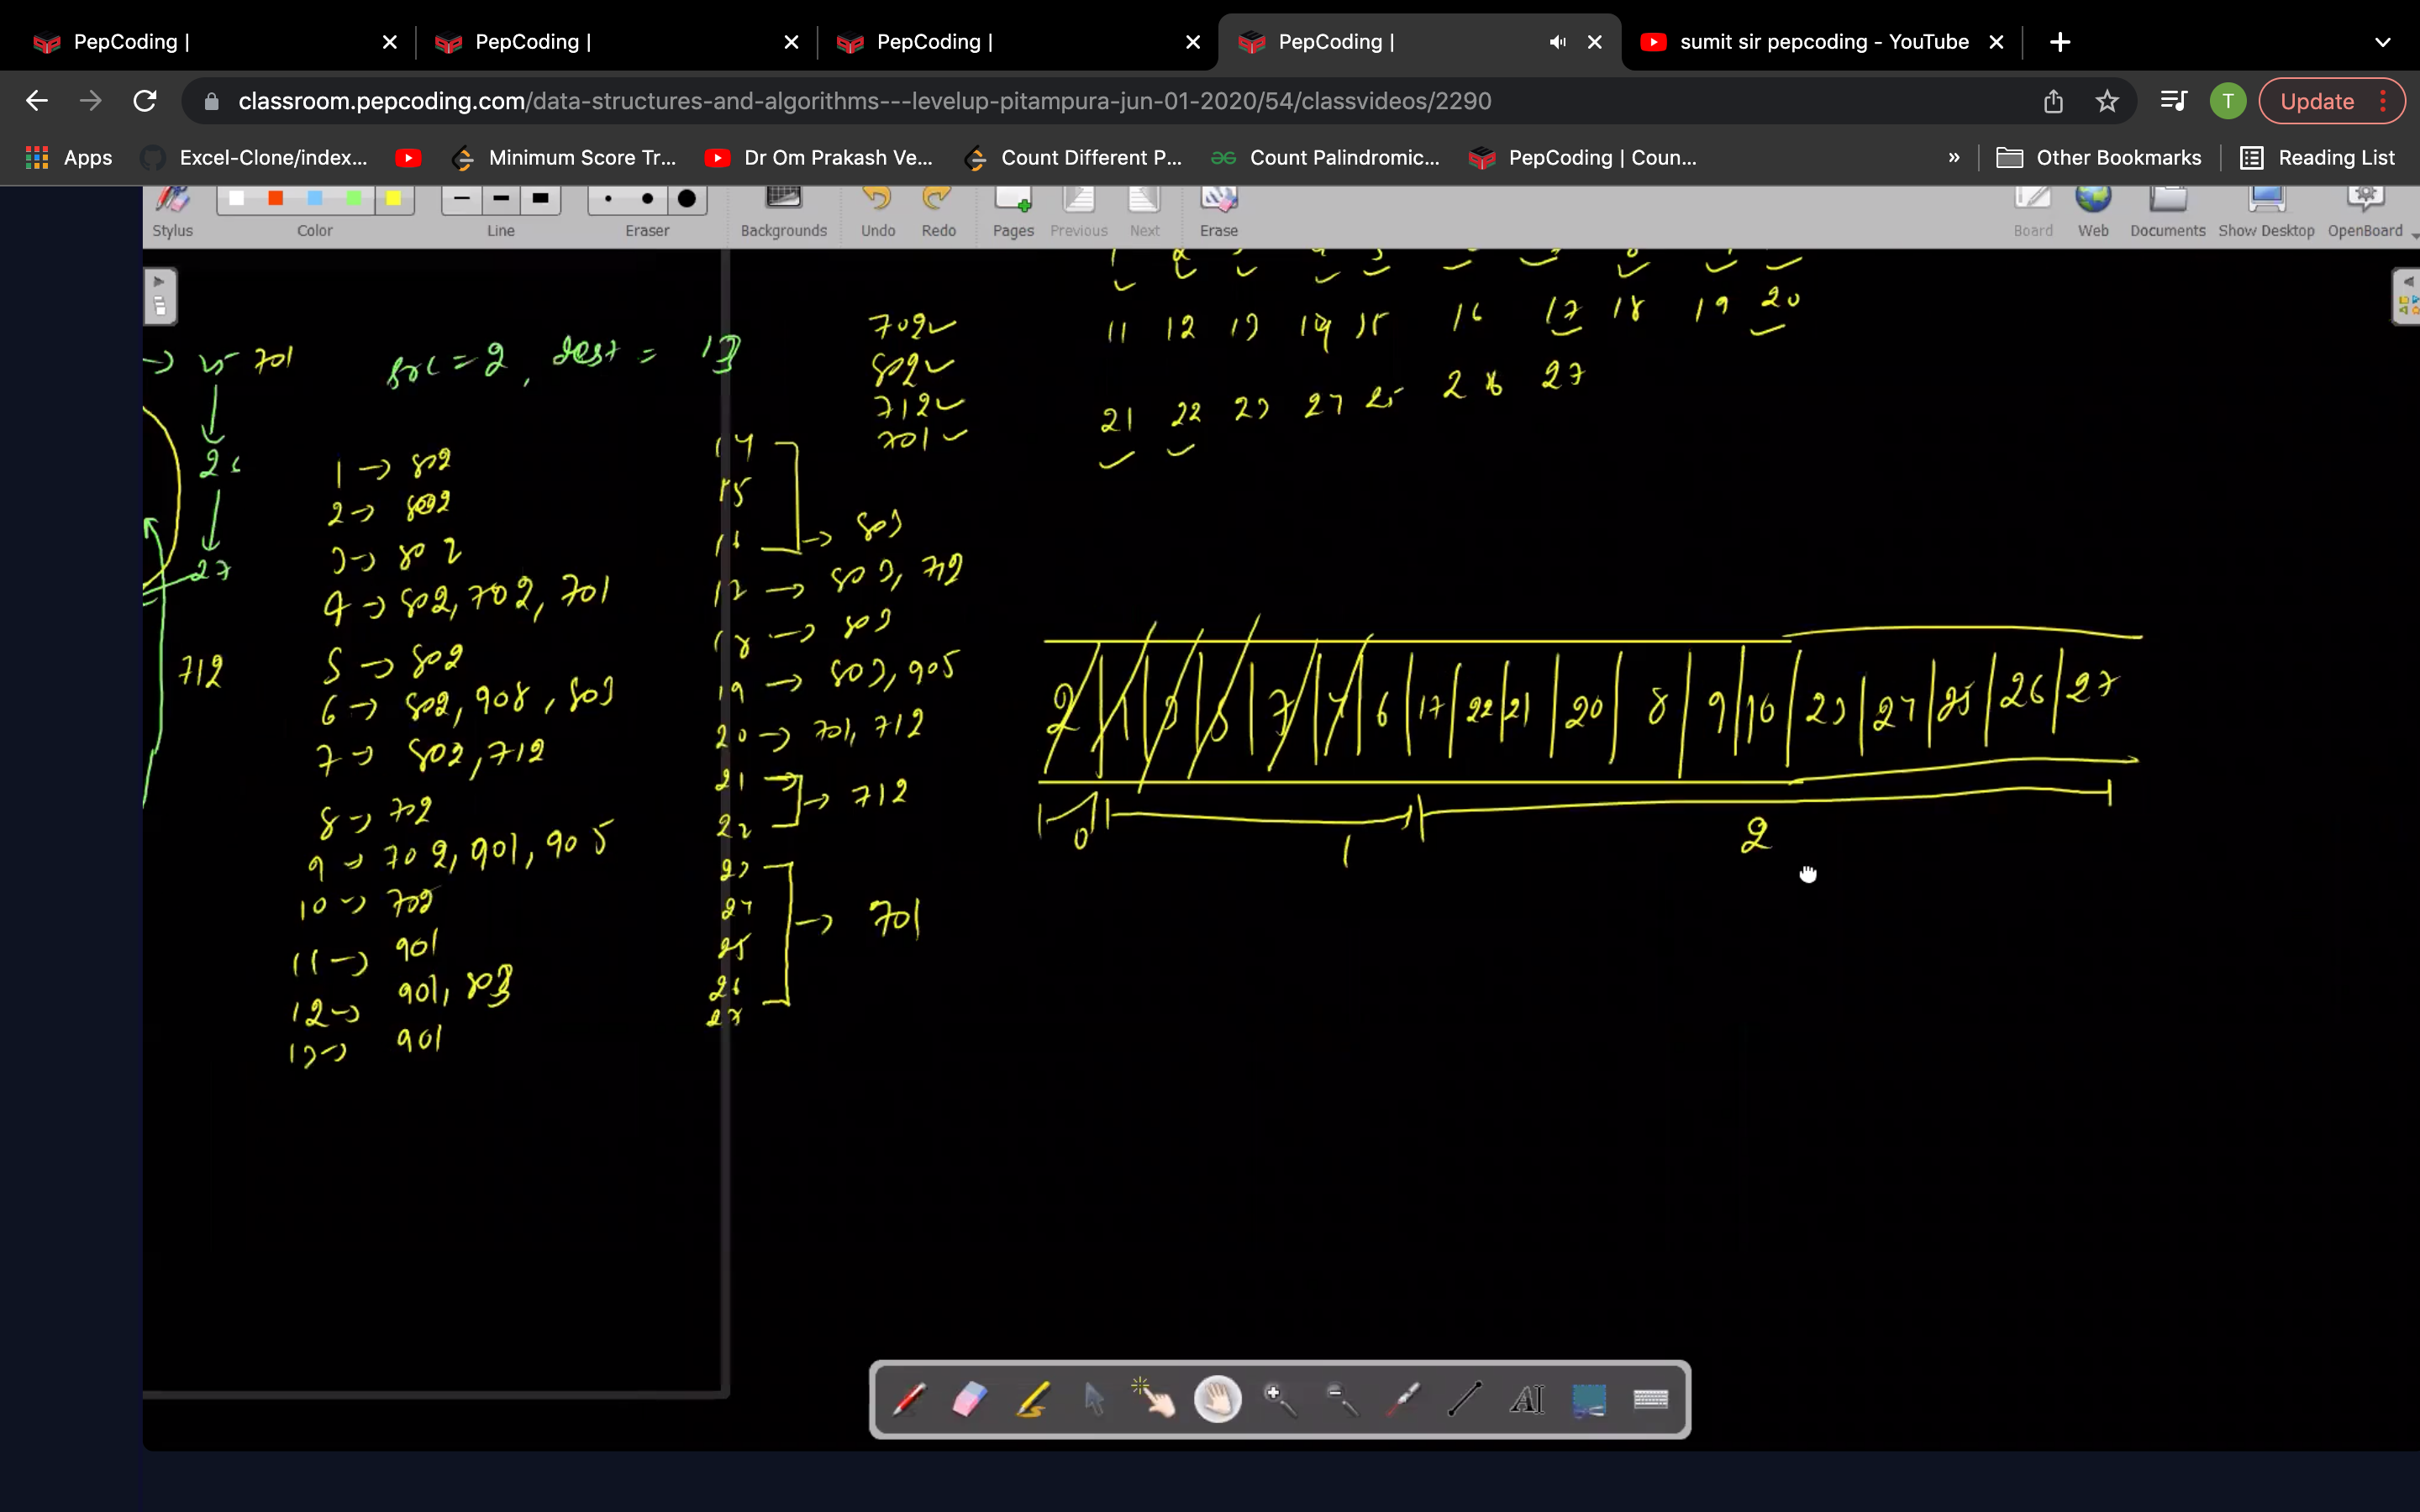 PepCoding |
PepCoding |
PepCoding |
PepCoding |
sumit sir pepcoding - YouTube
classroom.pepcoding.com/data-structures-and-algorithms---levelup-pitampura-jun-01-2020/54/classvideos/2290
T
Update
Apps
Excel-Clone/index...
Minimum Score Tr...
Dr Om Prakash Ve...
Count Different P...
Count Palindromic...
PepCoding | Coun...
»
Other Bookmarks
Reading List
Stylus
Color
Line
Eraser
Backgrounds
Undo
Redo
Pages
Previous
Next
Erase
Board
Web
Documents
Show Desktop
OpenBoard
11 12 13 14 15 16 17 18 19 20
21 22 23 24 25 26 27
702
802
712
701
25 701
26
27
712
src = 2, dest = 13
1 → 802
2 → 802
3 → 802
4 → 802, 702, 701
5 → 802
6 → 802, 908, 803
7 → 802, 712
8 → 702
9 → 702, 901, 905
10 → 702
11 → 901
12 → 901, 803
13 → 901
14
15
16 → 803
17 → 803, 712
18 → 803
19 → 803, 905
20 → 701, 712
21
22 → 712
23
24
25
26
27 → 701
2 1 3 5 7 4 6 17 22 21 20 8 9 10 23 24 25 26 27
0 1 2
AI